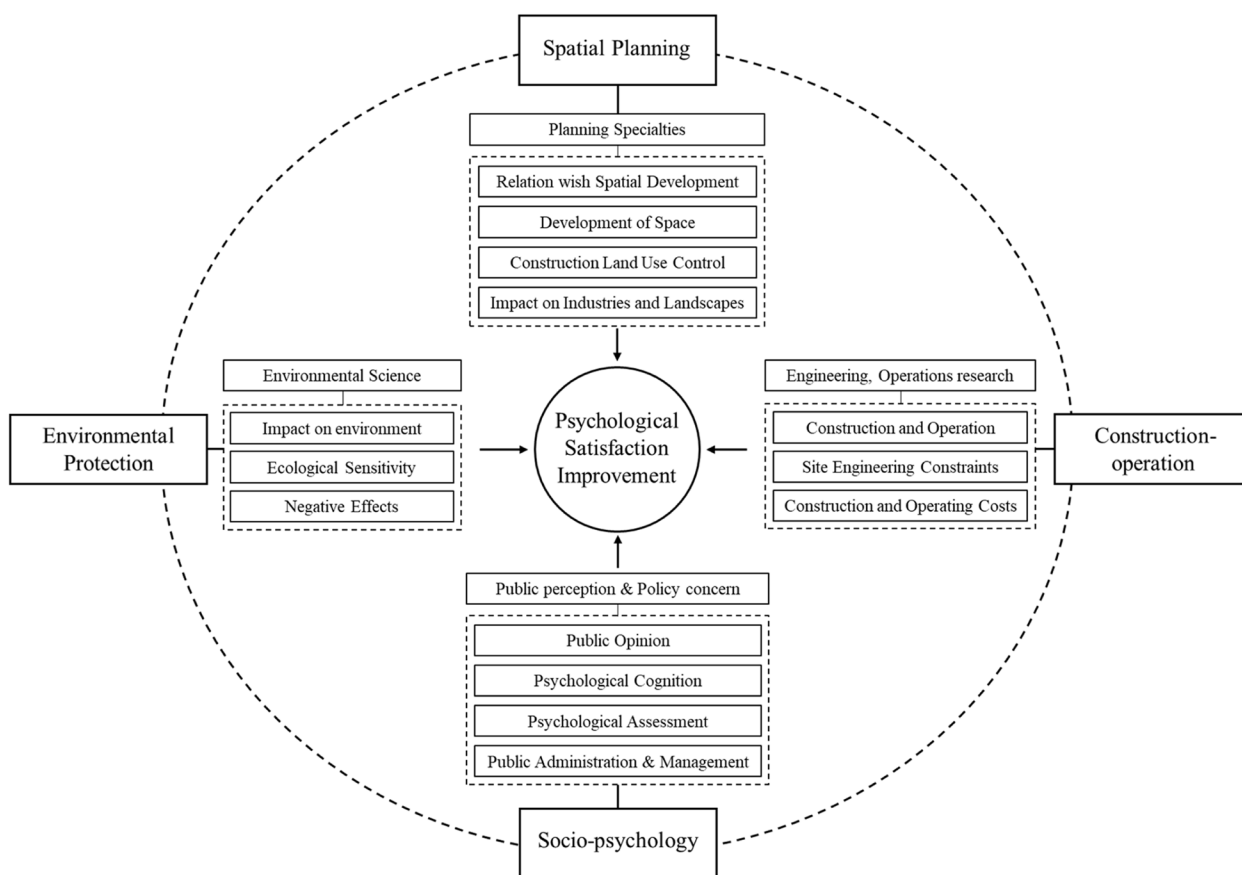 Spatial Planning
Planning Specialties
Relation wish Spatial Development
Development of Space
Construction Land Use Control
Impact on Industries and Landscapes
Environmental
Protection
Environmental Science
Impact on environment
Ecological Sensitivity
Negative Effects
Psychological
Satisfaction
Improvement
Engineering, Operations research
Construction and Operation
Site Engineering Constraints
Construction and Operating Costs
Construction-
operation
Public perception & Policy concern
Public Opinion
Psychological Cognition
Psychological Assessment
Public Administration & Management
Socio-psychology